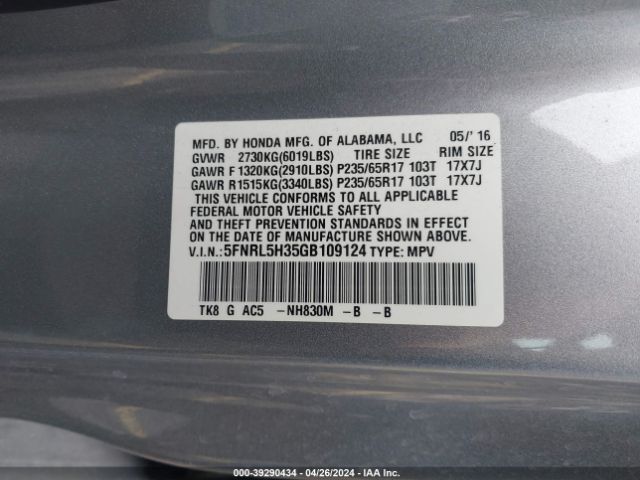 MFD. BY HONDA MFG. OF ALABAMA, LLC 05/' 16
GVWR 2730KG(6019LBS) TIRE SIZE RIM SIZE
GAWR F 1320KG(2910LBS) P235/65R17 103T 17X7J
GAWR R1515KG(3340LBS) P235/65R17 103T 17X7J
THIS VEHICLE CONFORMS TO ALL APPLICABLE
FEDERAL MOTOR VEHICLE SAFETY
AND THEFT PREVENTION STANDARDS IN EFFECT
ON THE DATE OF MANUFACTURE SHOWN ABOVE.
V.I.N.: 5FNRL5H35GB109124 TYPE: MPV
TK8 G AC5 -NH830M -B -B
000-39290434 / 04/26/2024 - IAA Inc.